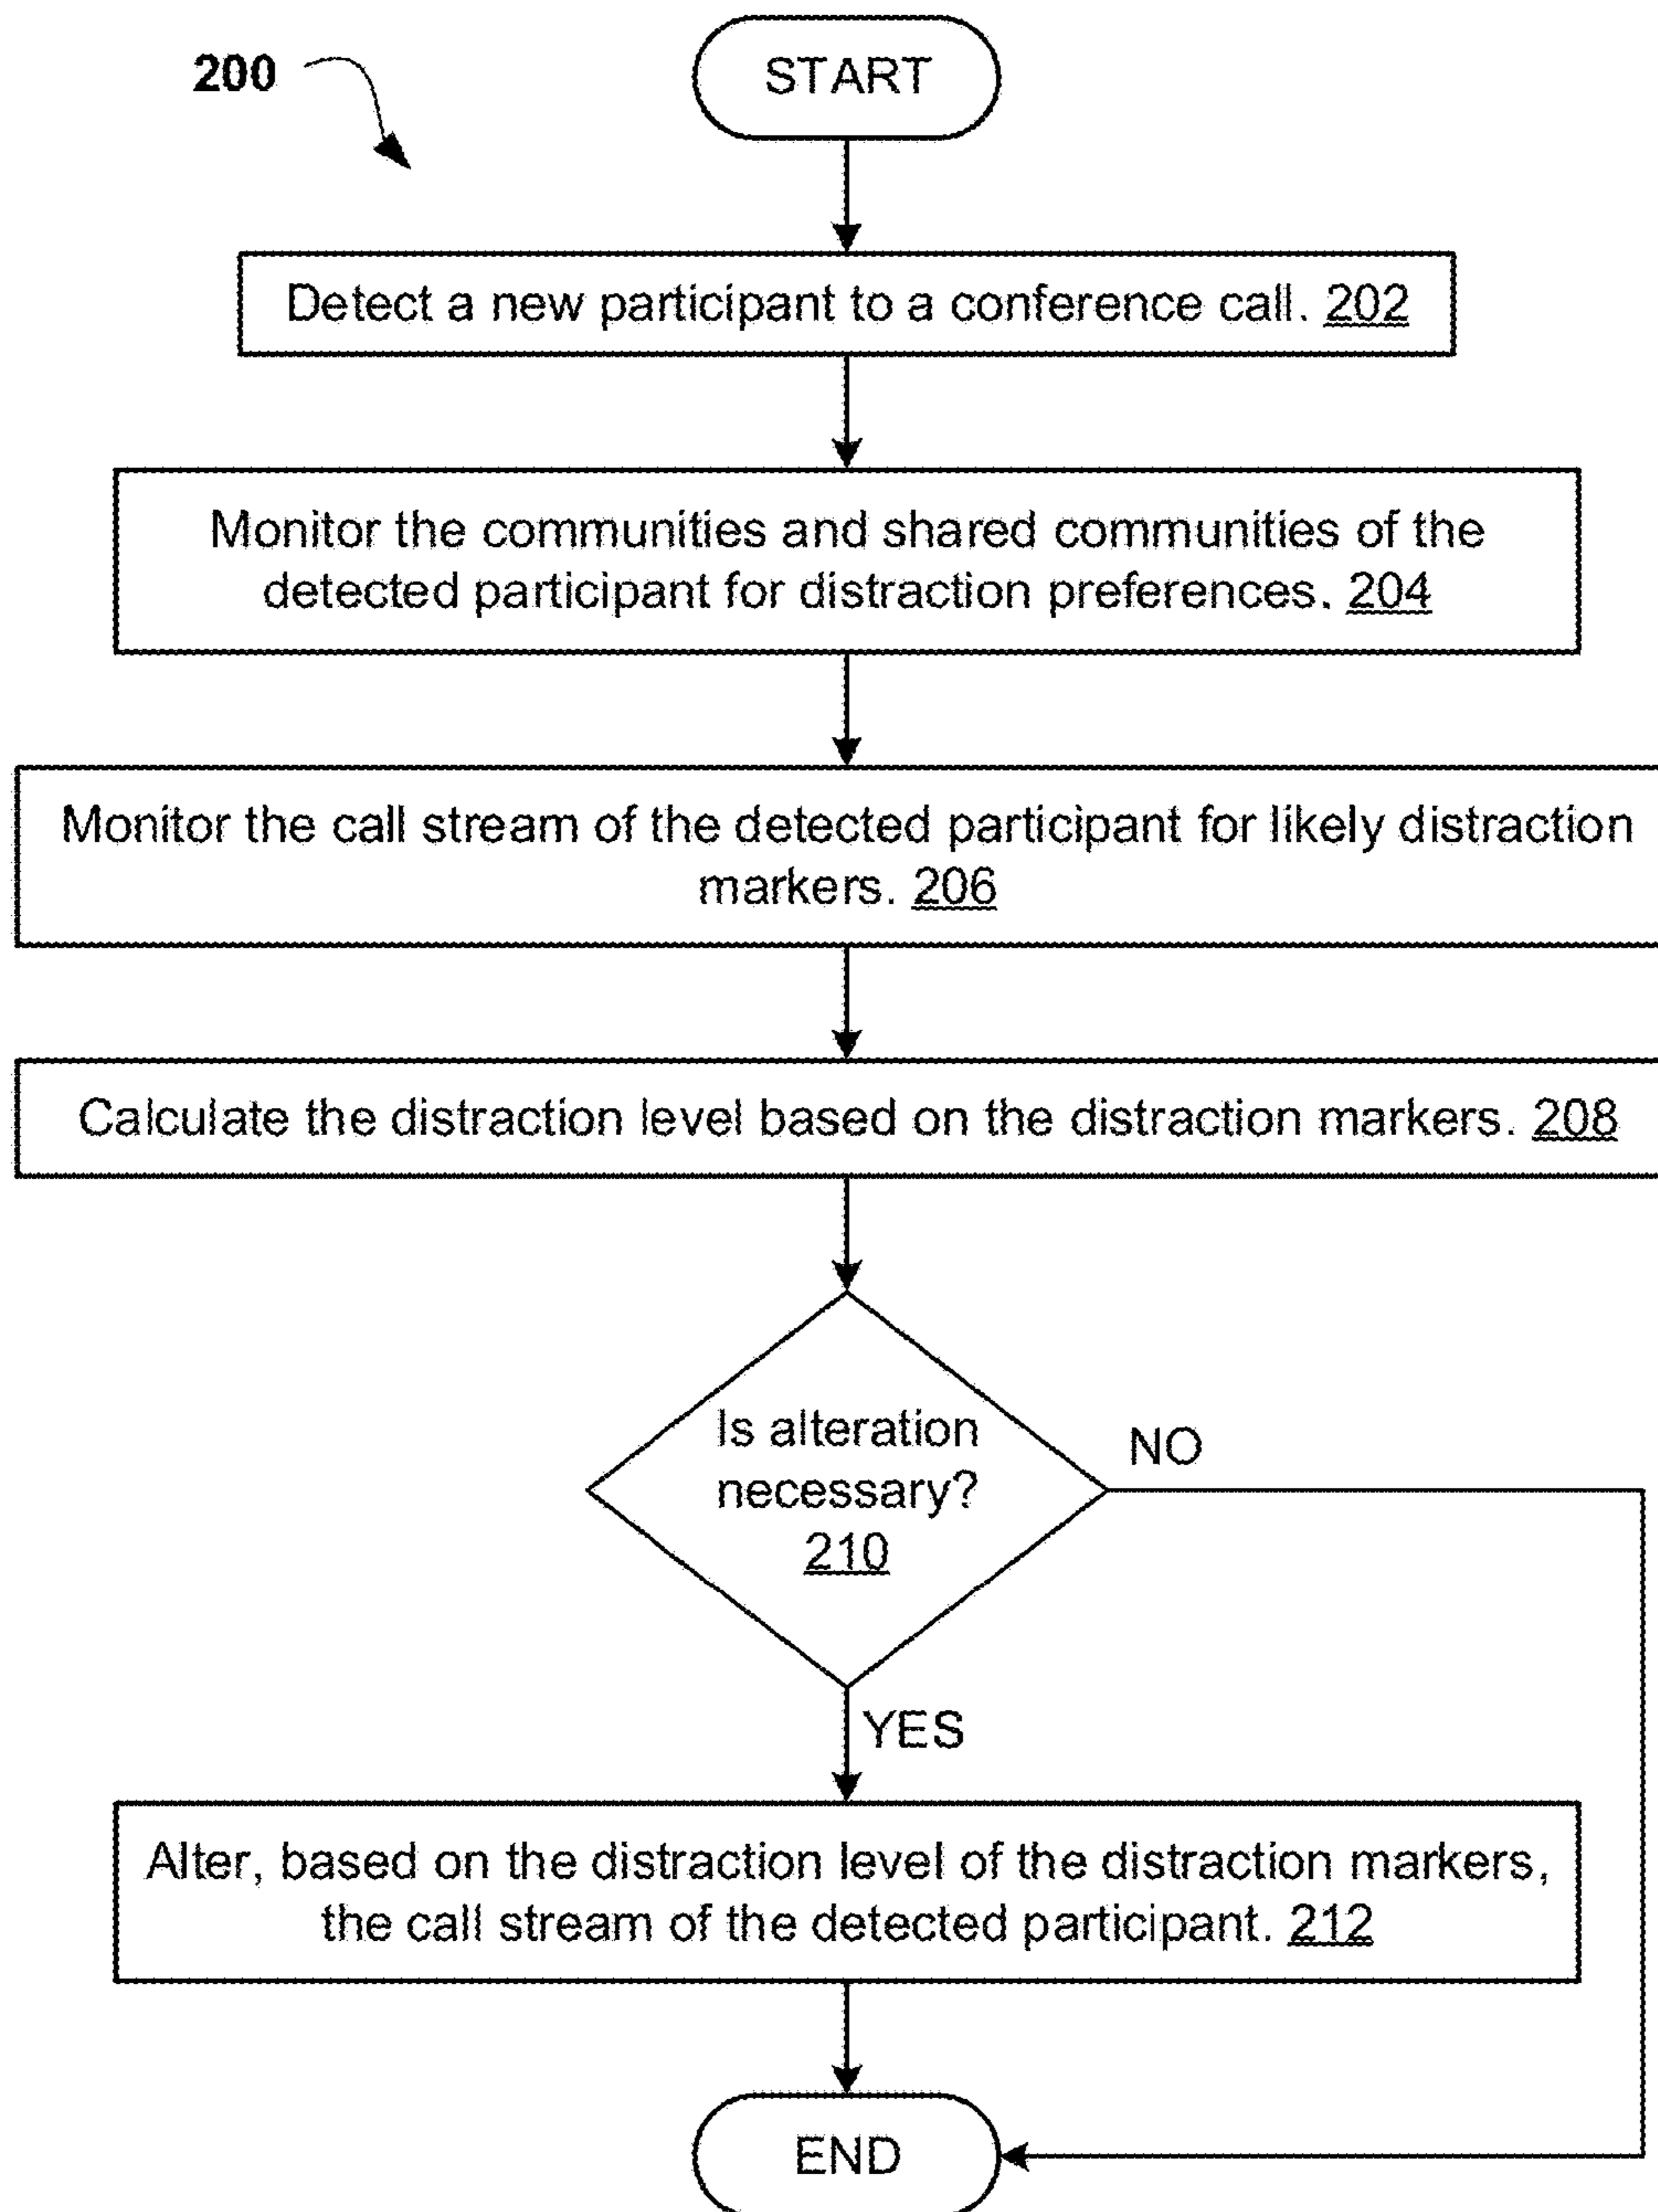 200
START
Detect a new participant to a conference call. 202
Monitor the communities and shared communities of the
detected participant for distraction preferences. 204
Monitor the call stream of the detected participant for likely distraction
markers. 206
Calculate the distraction level based on the distraction markers. 208
Is alteration
necessary?
210
NO
YES
Alter, based on the distraction level of the distraction markers,
the call stream of the detected participant. 212
END